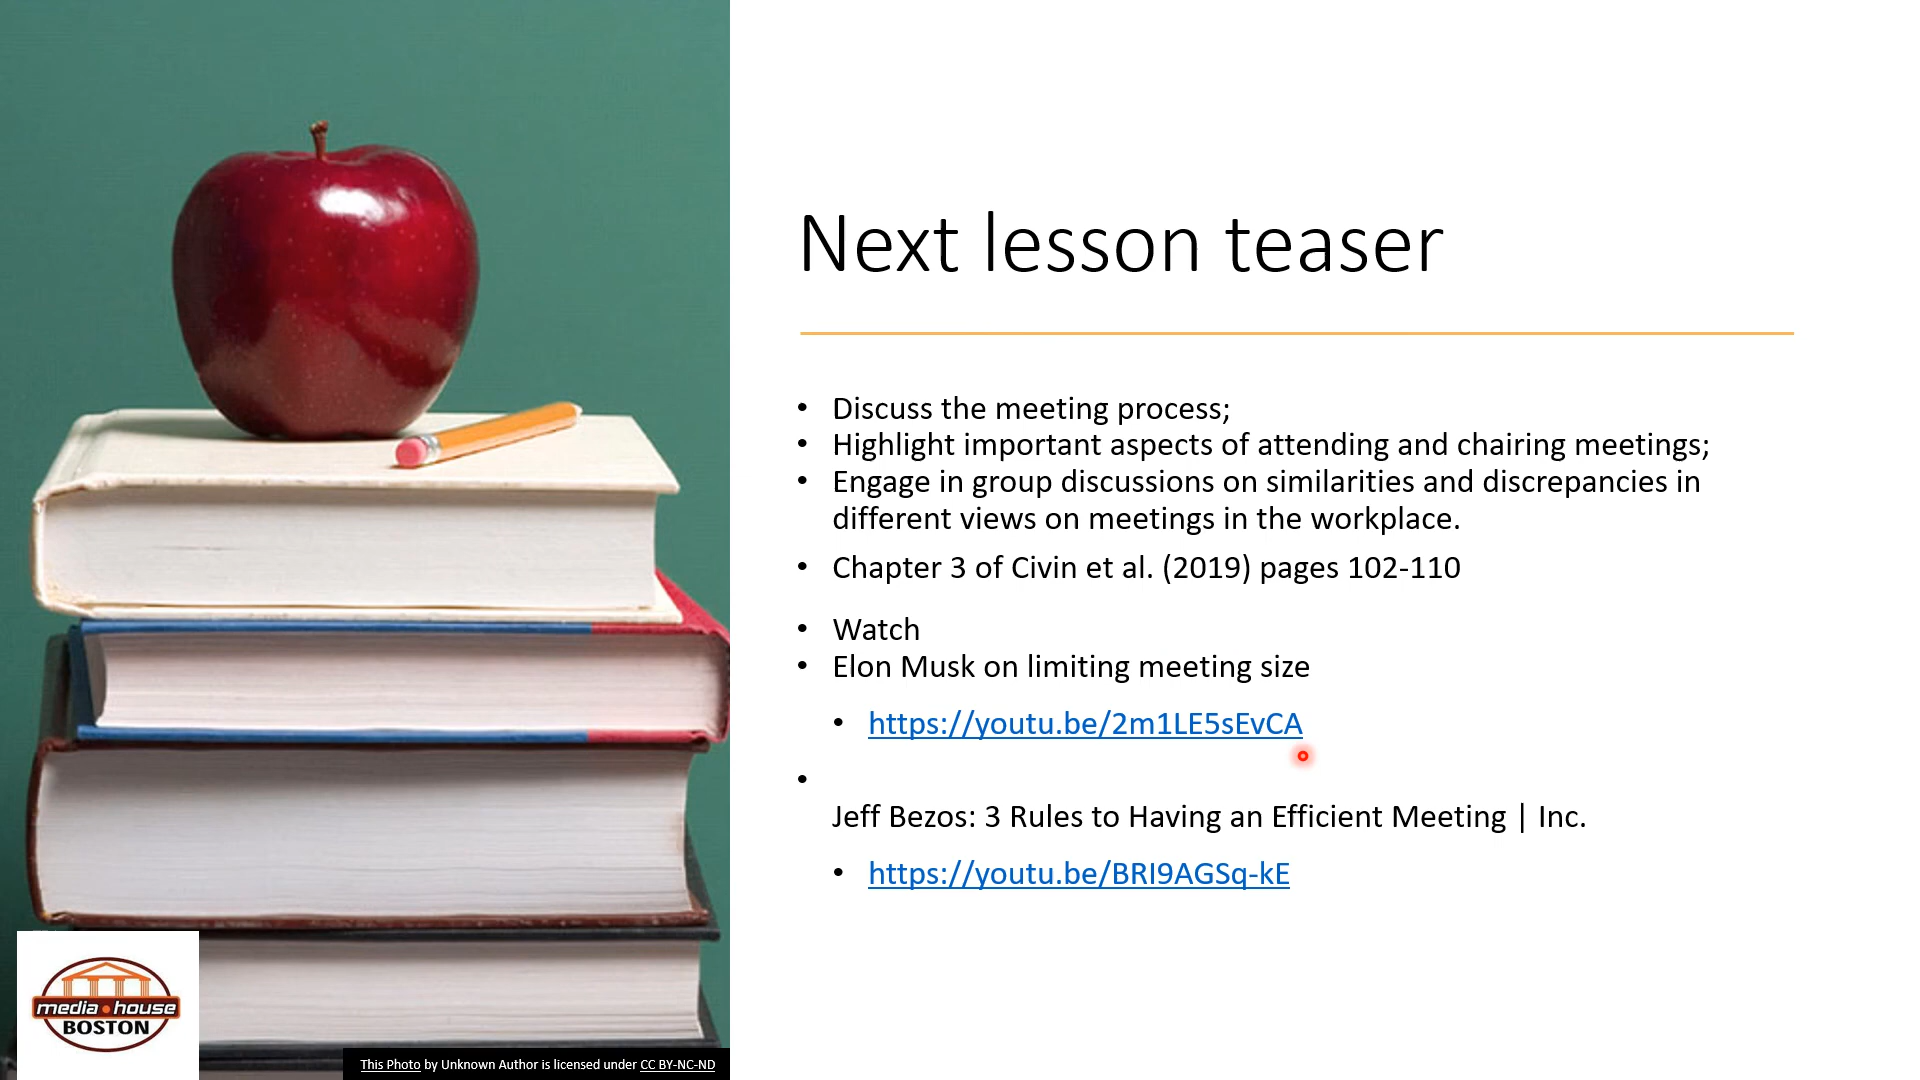 Next lesson teaser
• Discuss the meeting process;
• Highlight important aspects of attending and chairing meetings;
• Engage in group discussions on similarities and discrepancies in
different views on meetings in the workplace.
• Chapter 3 of Civin et al. (2019) pages 102-110
• Watch
• Elon Musk on limiting meeting size
• https://youtu.be/2m1LE5sEvCA
•
Jeff Bezos: 3 Rules to Having an Efficient Meeting | Inc.
• https://youtu.be/BRI9AGSq-kE
media house
BOSTON
This Photo by Unknown Author is licensed under CC BY-NC-ND